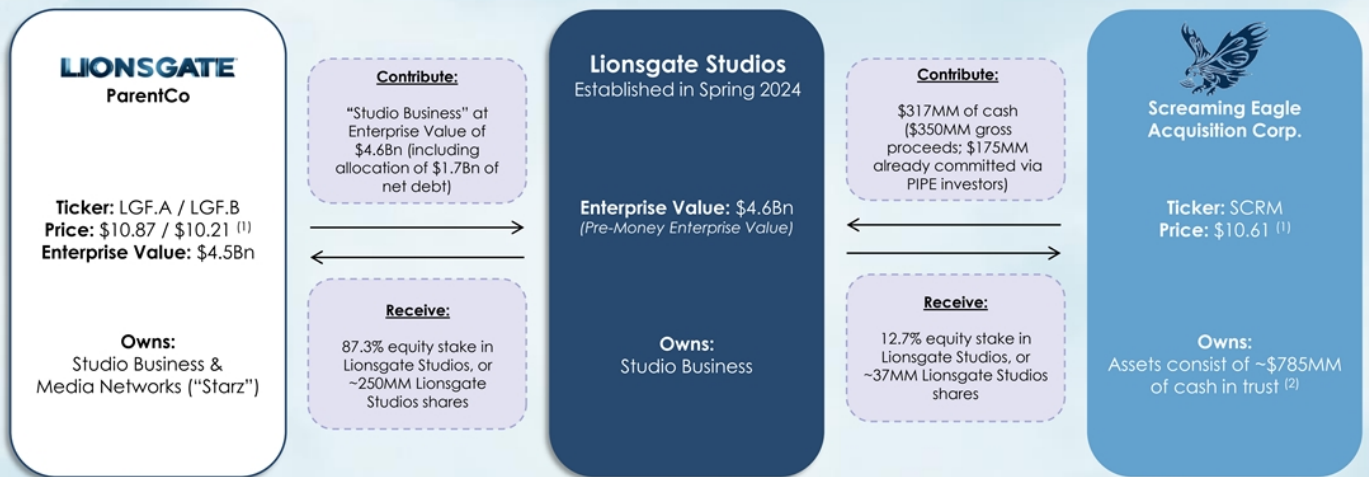 LIONSGATE
ParentCo
Ticker: LGF.A / LGF.B
Price: $10.87 / $10.21 (1)
Enterprise Value: $4.5Bn
Owns:
Studio Business &
Media Networks ("Starz")
Contribute:
"Studio Business" at
Enterprise Value of
$4.6Bn (including
allocation of $1.7Bn of
net debt)
Receive:
87.3% equity stake in
Lionsgate Studios, or
~250MM Lionsgate
Studios shares
Lionsgate Studios
Established in Spring 2024
Enterprise Value: $4.6Bn
(Pre-Money Enterprise Value)
Owns:
Studio Business
Contribute:
$317MM of cash
($350MM gross
proceeds; $175MM
already committed via
PIPE investors)
Receive:
12.7% equity stake in
Lionsgate Studios, or
~37MM Lionsgate Studios
shares
Screaming Eagle
Acquisition Corp.
Ticker: SCRM
Price: $10.61 (1)
Owns:
Assets consist of ~$785MM
of cash in trust (2)